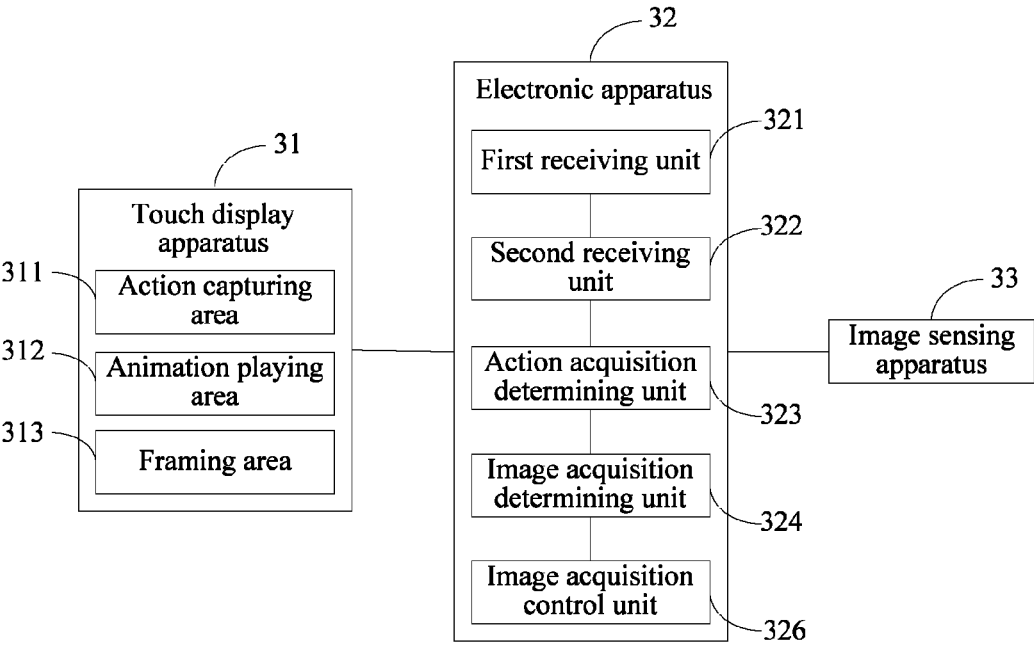 31
Touch display
apparatus
311
Action capturing
area
312
Animation playing
area
313
Framing area
32
Electronic apparatus
321
First receiving unit
322
Second receiving
unit
323
Action acquisition
determining unit
324
Image acquisition
determining unit
326
Image acquisition
control unit
33
Image sensing
apparatus